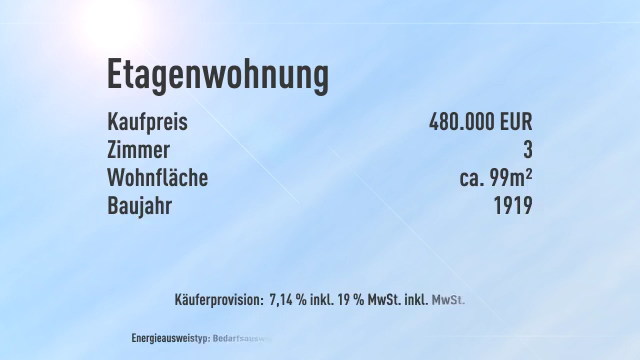 Etagenwohnung
Kaufpreis 480.000 EUR
Zimmer 3
Wohnfläche ca. 99m²
Baujahr 1919
Käuferprovision: 7,14 % inkl. 19 % MwSt. inkl. MwSt.
Energieausweistyp: